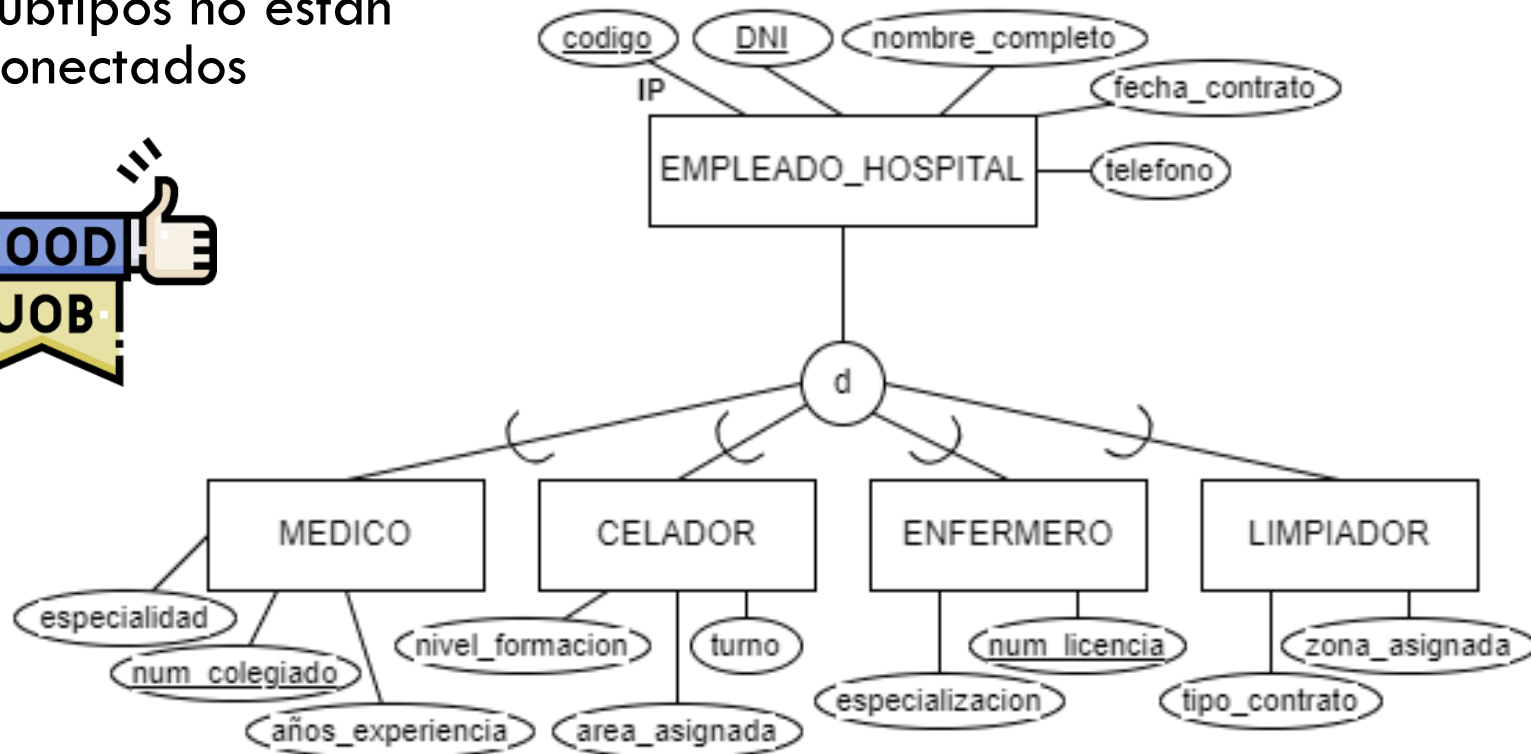 ubtipos no están
onectados
codigo
DNI
nombre_completo
IP
fecha_contrato
EMPLEADO_HOSPITAL
telefono
OOD
JOB
d
MEDICO
CELADOR
ENFERMERO
LIMPIADOR
especialidad
nivel_formacion
turno
num_licencia
zona_asignada
num_colegiado
especializacion
tipo_contrato
años_experiencia
area_asignada